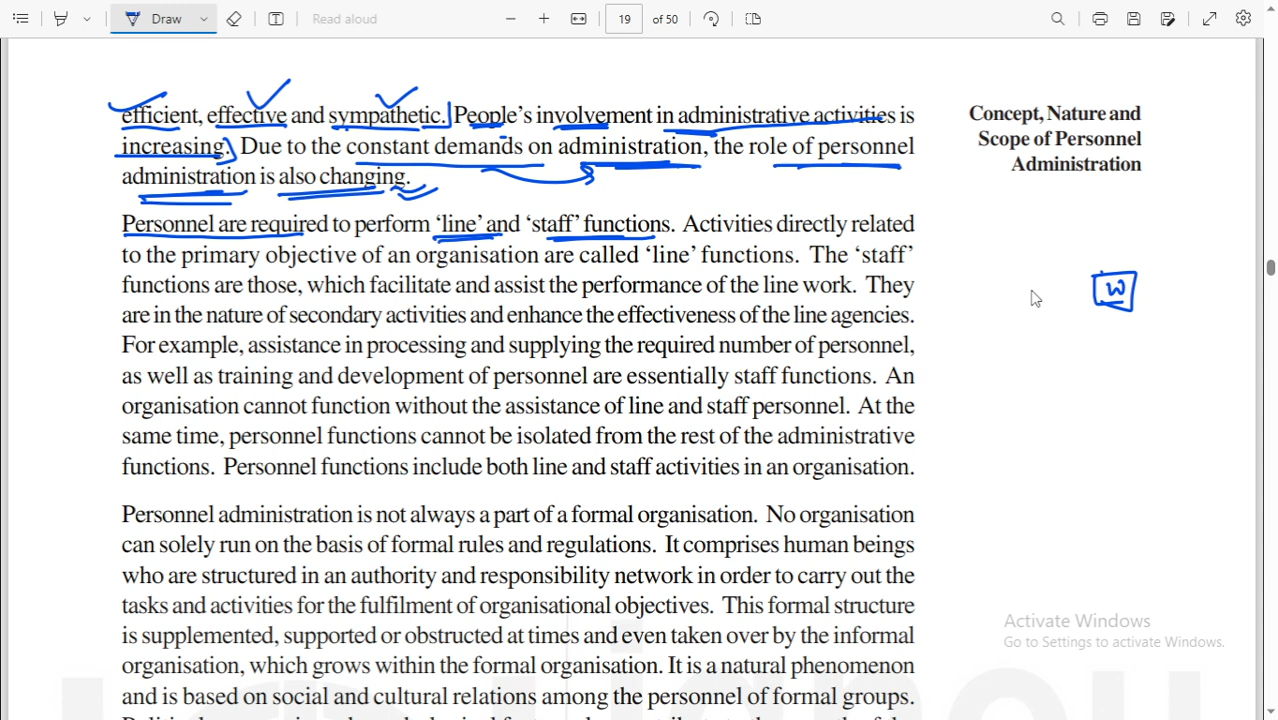 Draw
Read aloud
19 of 50
efficient, effective and sympathetic. People's involvement in administrative activities is
increasing. Due to the constant demands on administration, the role of personnel
administration is also changing.
Concept, Nature and
Scope of Personnel
Administration
Personnel are required to perform ‘line’ and ‘staff’ functions. Activities directly related
to the primary objective of an organisation are called ‘line’ functions. The ‘staff’
functions are those, which facilitate and assist the performance of the line work. They
are in the nature of secondary activities and enhance the effectiveness of the line agencies.
For example, assistance in processing and supplying the required number of personnel,
as well as training and development of personnel are essentially staff functions. An
organisation cannot function without the assistance of line and staff personnel. At the
same time, personnel functions cannot be isolated from the rest of the administrative
functions. Personnel functions include both line and staff activities in an organisation.
W
Personnel administration is not always a part of a formal organisation. No organisation
can solely run on the basis of formal rules and regulations. It comprises human beings
who are structured in an authority and responsibility network in order to carry out the
tasks and activities for the fulfilment of organisational objectives. This formal structure
is supplemented, supported or obstructed at times and even taken over by the informal
organisation, which grows within the formal organisation. It is a natural phenomenon
and is based on social and cultural relations among the personnel of formal groups.
Activate Windows
Go to Settings to activate Windows.